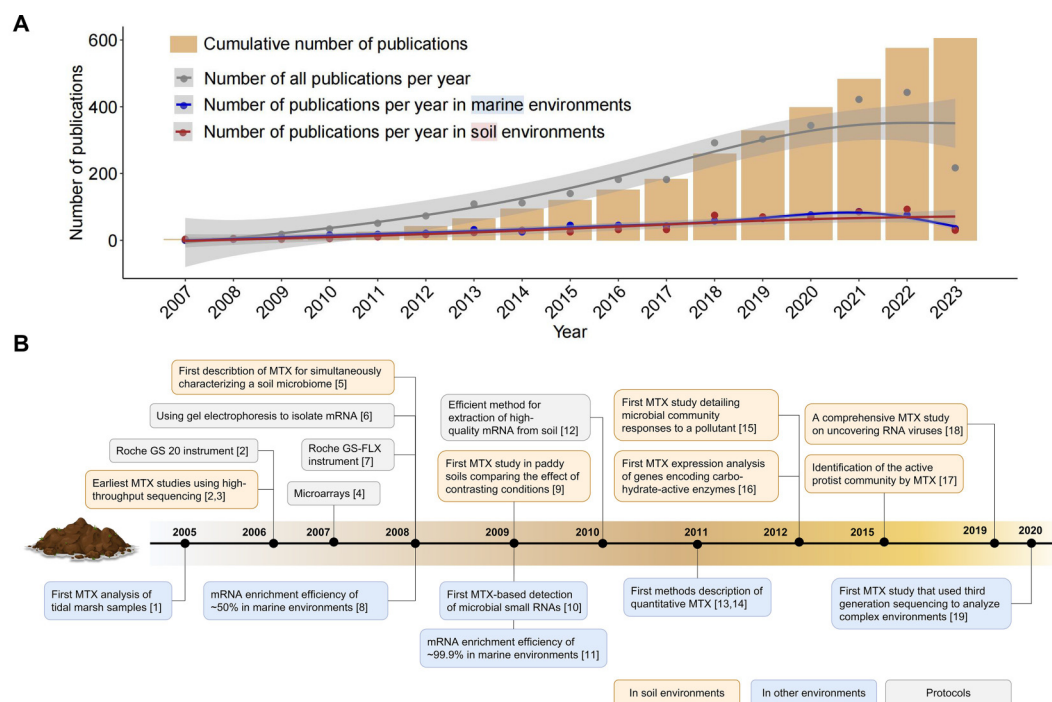 A
600
400
200
0
Number of publications
Cumulative number of publications
Number of all publications per year
Number of publications per year in marine environments
Number of publications per year in soil environments
2007
2008
2009
2010
2011
2012
2013
2014
2015
2016
2017
2018
2019
2020
2021
2022
2023
Year
B
First describtion of MTX for simultaneously
characterizing a soil microbiome [5]
Using gel electrophoresis to isolate mRNA [6]
Roche GS 20 instrument [2]
Roche GS-FLX
instrument [7]
Earliest MTX studies using high-
throughput sequencing [2,3]
Microarrays [4]
Efficient method for
extraction of high-
quality mRNA from soil [12]
First MTX study in paddy
soils comparing the effect of
contrasting conditions [9]
First MTX study detailing
microbial community
responses to a pollutant [15]
First MTX expression analysis
of genes encoding carbo-
hydrate-active enzymes [16]
A comprehensive MTX study
on uncovering RNA viruses [18]
Identification of the active
protist community by MTX [17]
2005
2006
2007
2008
2009
2010
2011
2012
2015
2019
2020
First MTX analysis of
tidal marsh samples [1]
mRNA enrichment efficiency of
~50% in marine environments [8]
First MTX-based detection
of microbial small RNAs [10]
mRNA enrichment efficiency of
~99.9% in marine environments [11]
First methods description of
quantitative MTX [13,14]
First MTX study that used third
generation sequencing to analyze
complex environments [19]
In soil environments
In other environments
Protocols